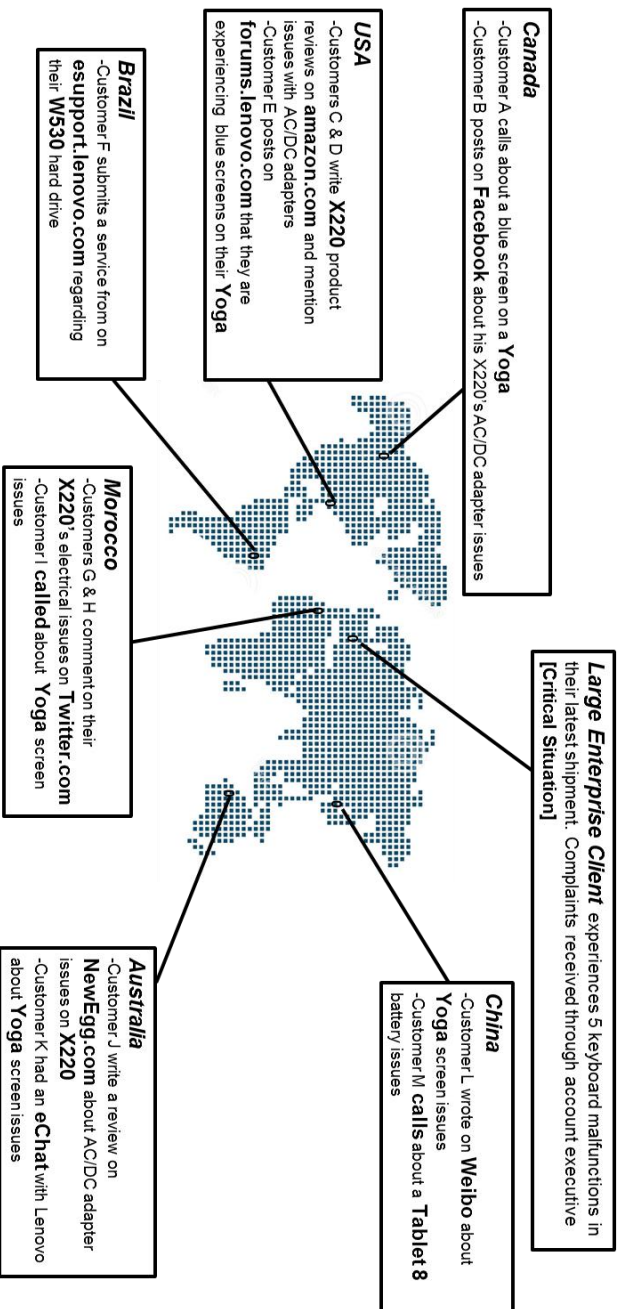 Canada
-Customer A calls about a blue screen on a Yoga
-Customer B posts on Facebook about his X220's AC/DC adapter issues
Large Enterprise Client experiences 5 keyboard malfunctions in
their latest shipment. Complaints received through account executive
[Critical Situation]
USA
-Customers C & D write X220 product
reviews on amazon.com and mention
issues with AC/DC adapters
-Customer E posts on
forums.lenovo.com that they are
experiencing blue screens on their Yoga
China
-Customer L wrote on Weibo about
Yoga screen issues
-Customer M calls about a Tablet 8
battery issues
Brazil
-Customer F submits a service from on
esupport.lenovo.com regarding
their W530 hard drive
Morocco
-Customers G & H comment on their
X220's electrical issues on Twitter.com
-Customer I called about Yoga screen
issues
Australia
-Customer J write a review on
NewEgg.com about AC/DC adapter
issues on X220
-Customer K had an eChat with Lenovo
about Yoga screen issues